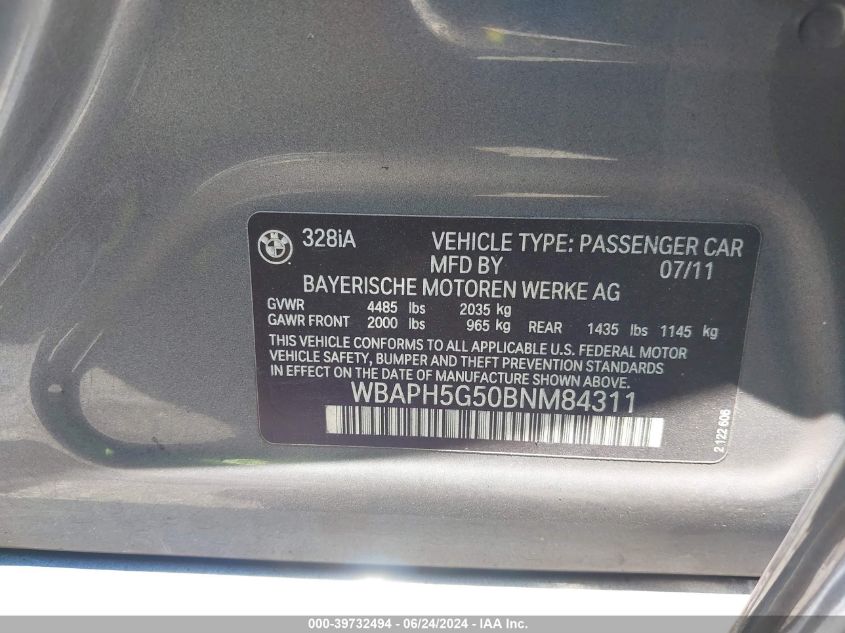 328iA VEHICLE TYPE: PASSENGER CAR
MFD BY 07/11
BAYERISCHE MOTOREN WERKE AG
GVWR 4485 lbs 2035 kg
GAWR FRONT 2000 lbs 965 kg REAR 1435 lbs 1145 kg
THIS VEHICLE CONFORMS TO ALL APPLICABLE U.S. FEDERAL MOTOR
VEHICLE SAFETY, BUMPER AND THEFT PREVENTION STANDARDS
IN EFFECT ON THE DATE OF MANUFACTURE SHOWN ABOVE.
WBAPH5G50BNM84311
2 122 606
000-39732494 - 06/24/2024 - IAA Inc.